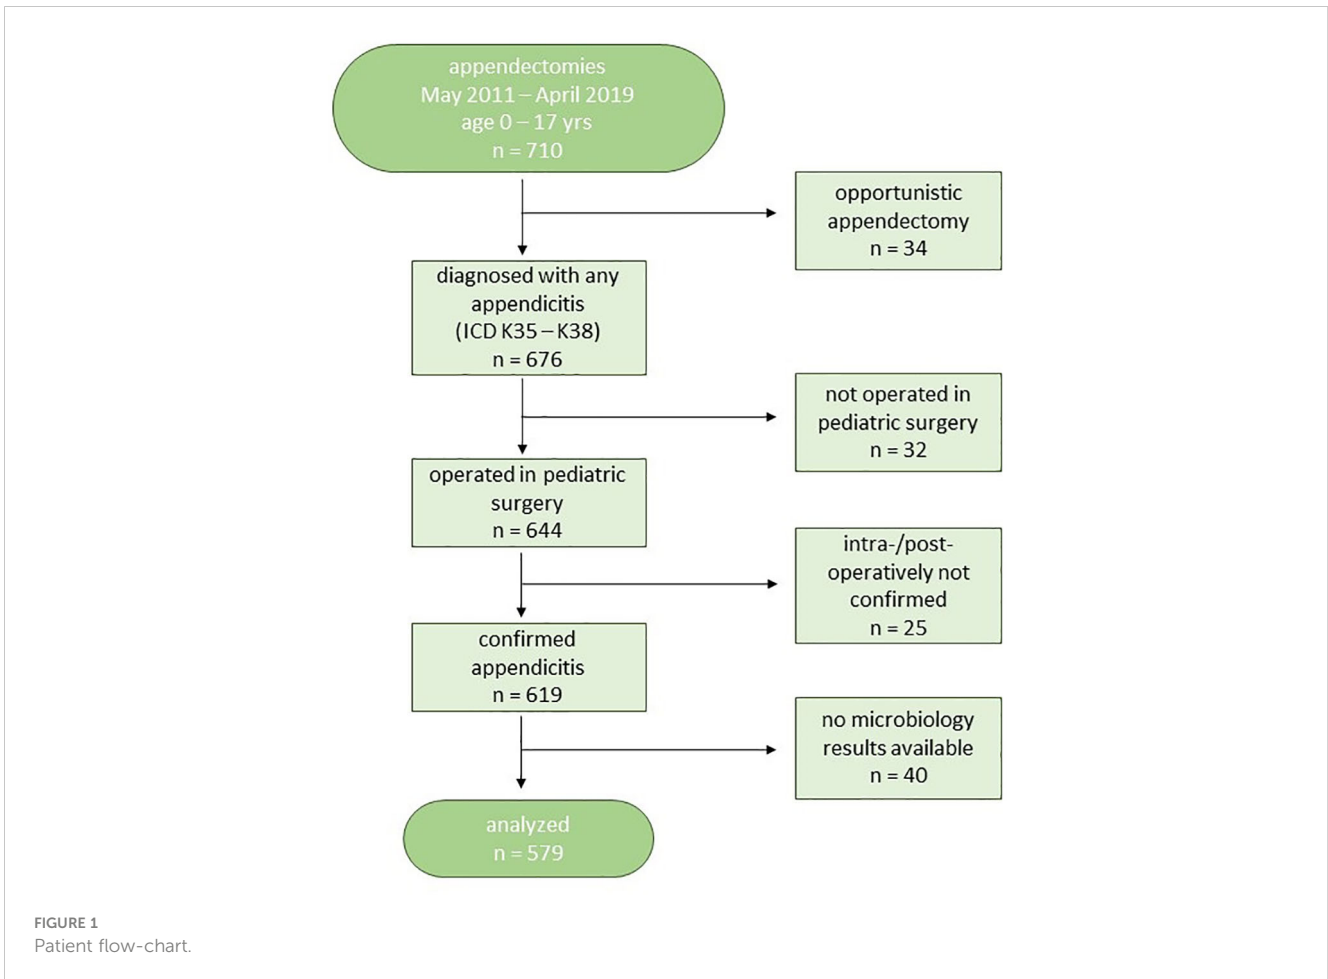 appendectomies
May 2011 – April 2019
age 0 – 17 yrs
n = 710
opportunistic
appendectomy
n = 34
diagnosed with any
appendicitis
(ICD K35 – K38)
n = 676
not operated in
pediatric surgery
n = 32
operated in pediatric
surgery
n = 644
intra-/post-
operatively not
confirmed
n = 25
confirmed
appendicitis
n = 619
no microbiology
results available
n = 40
analyzed
n = 579
FIGURE 1
Patient flow-chart.